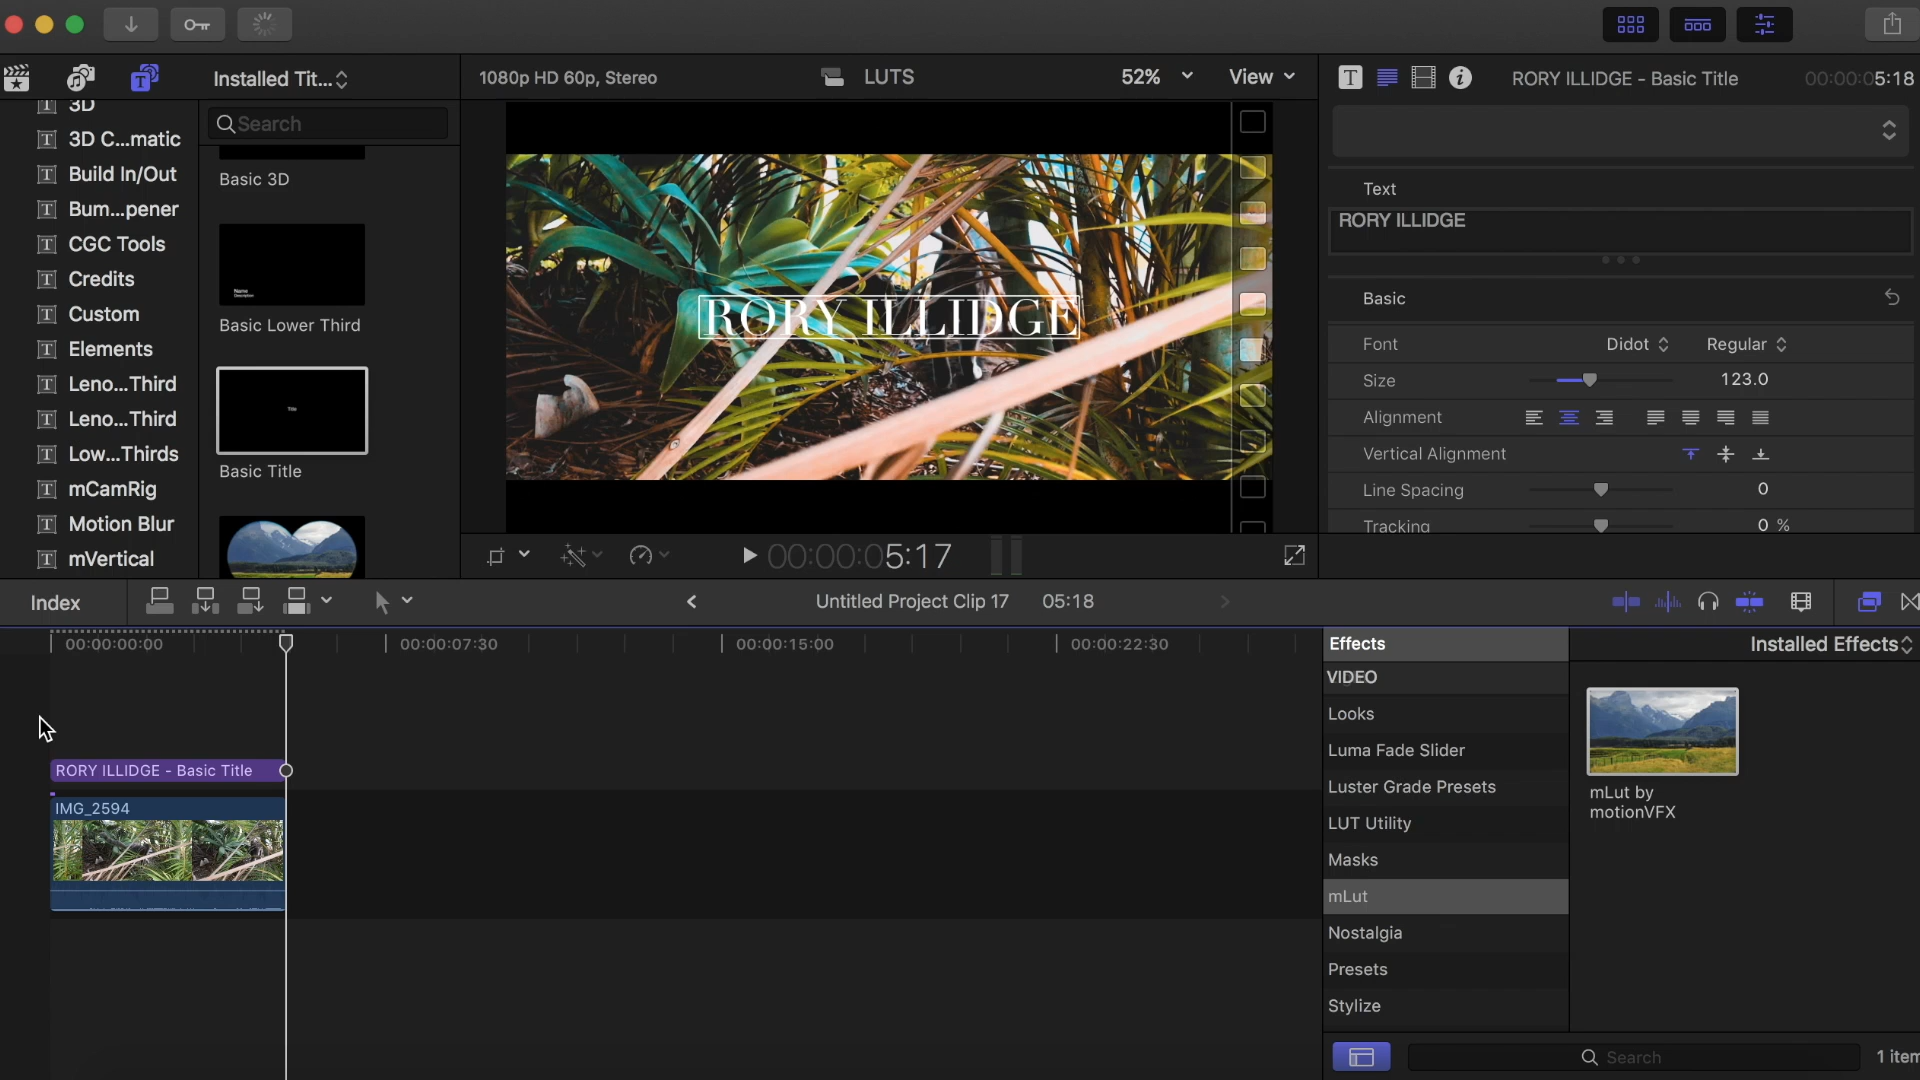 Installed Tit...
1080p HD 60p, Stereo
LUTS
52%
View
RORY ILLIDGE - Basic Title
00:00:05:18
3D
3D C...matic
Build In/Out
Bum...pener
CGC Tools
Credits
Custom
Elements
Leno...Third
Leno...Third
Low...Thirds
mCamRig
Motion Blur
mVertical
Search
Basic 3D
Name
Description
Basic Lower Third
Title
Basic Title
RORY ILLIDGE
Text
RORY ILLIDGE
Basic
Font
Didot
Regular
Size
123.0
Alignment
Vertical Alignment
Line Spacing
0
Tracking
0 %
00:00:05:17
Index
Untitled Project Clip 17
05:18
00:00:00:00
00:00:07:30
00:00:15:00
00:00:22:30
RORY ILLIDGE - Basic Title
IMG_2594
Effects
Installed Effects
VIDEO
Looks
Luma Fade Slider
Luster Grade Presets
LUT Utility
Masks
mLut
Nostalgia
Presets
Stylize
mLut by
motionVFX
Search
1 item